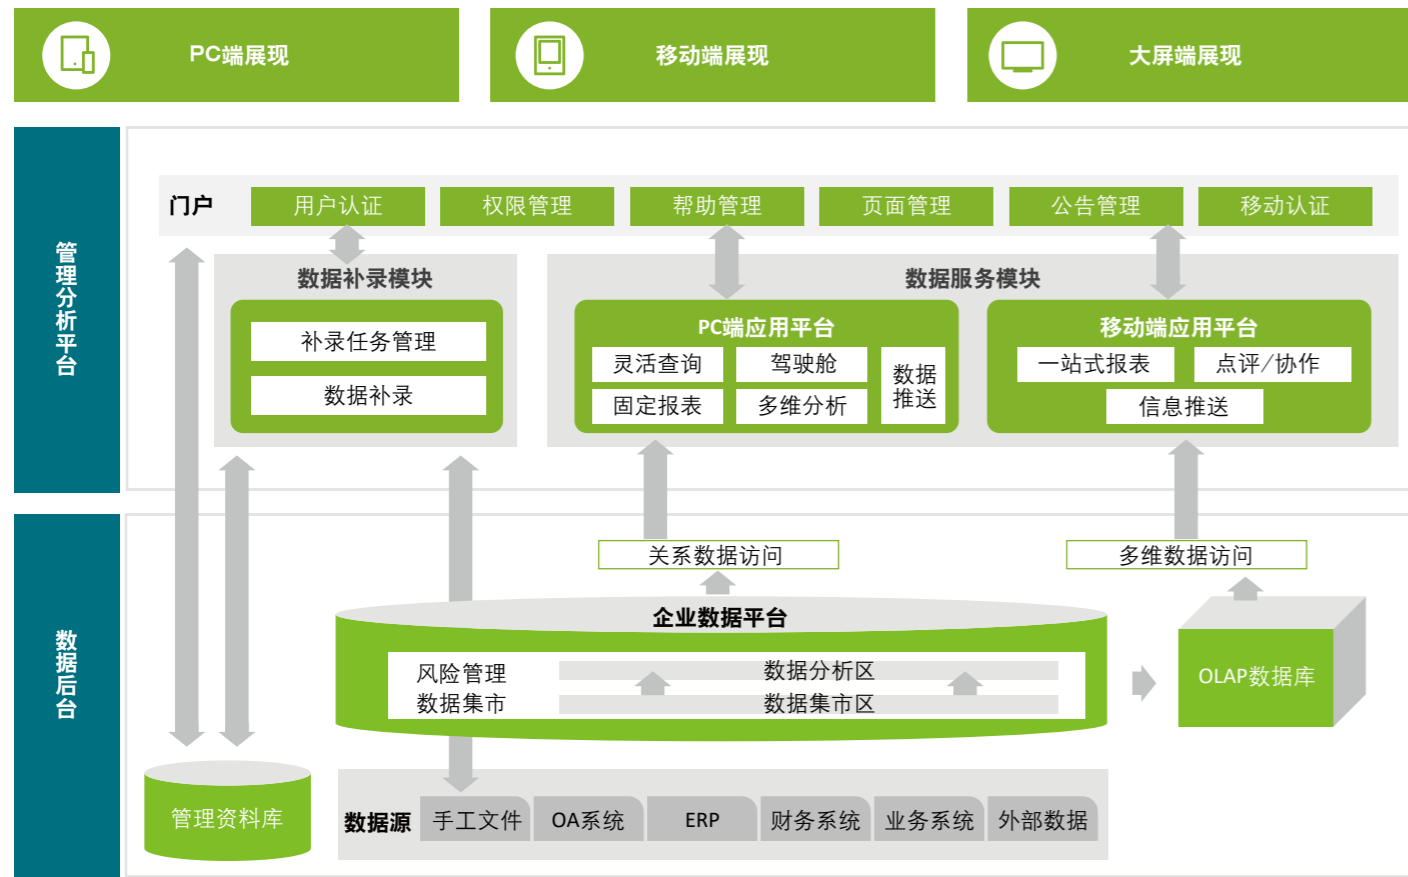 PC端展现
移动端展现
大屏端展现
管理分析平台
门户
用户认证
权限管理
帮助管理
页面管理
公告管理
移动认证
数据补录模块
补录任务管理
数据补录
数据服务模块
PC端应用平台
灵活查询
驾驶舱
数据
推送
固定报表
多维分析
移动端应用平台
一站式报表
点评/协作
信息推送
数据后台
关系数据访问
多维数据访问
企业数据平台
风险管理
数据集市
数据分析区
数据集市区
OLAP数据库
管理资料库
数据源
手工文件
OA系统
ERP
财务系统
业务系统
外部数据